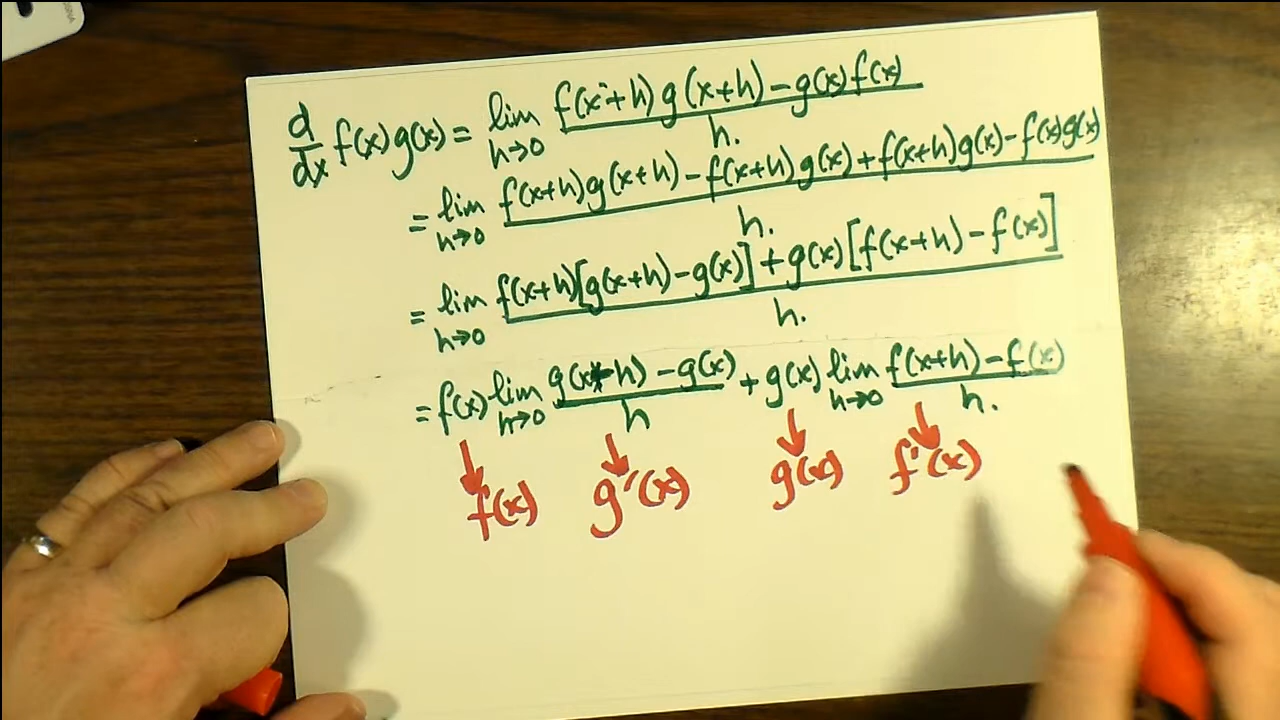 d/dx f(x)g(x) = lim h→0 f(x+h)g(x+h) - g(x)f(x) / h.
= lim h→0 f(x+h)g(x+h) - f(x+h)g(x) + f(x+h)g(x) - f(x)g(x) / h.
= lim h→0 f(x+h)[g(x+h) - g(x)] + g(x)[f(x+h) - f(x)] / h.
= f(x) lim h→0 g(x+h) - g(x) / h + g(x) lim h→0 f(x+h) - f(x) / h.
↓ ↓ ↓ ↓
f(x) g'(x) g(x) f'(x)